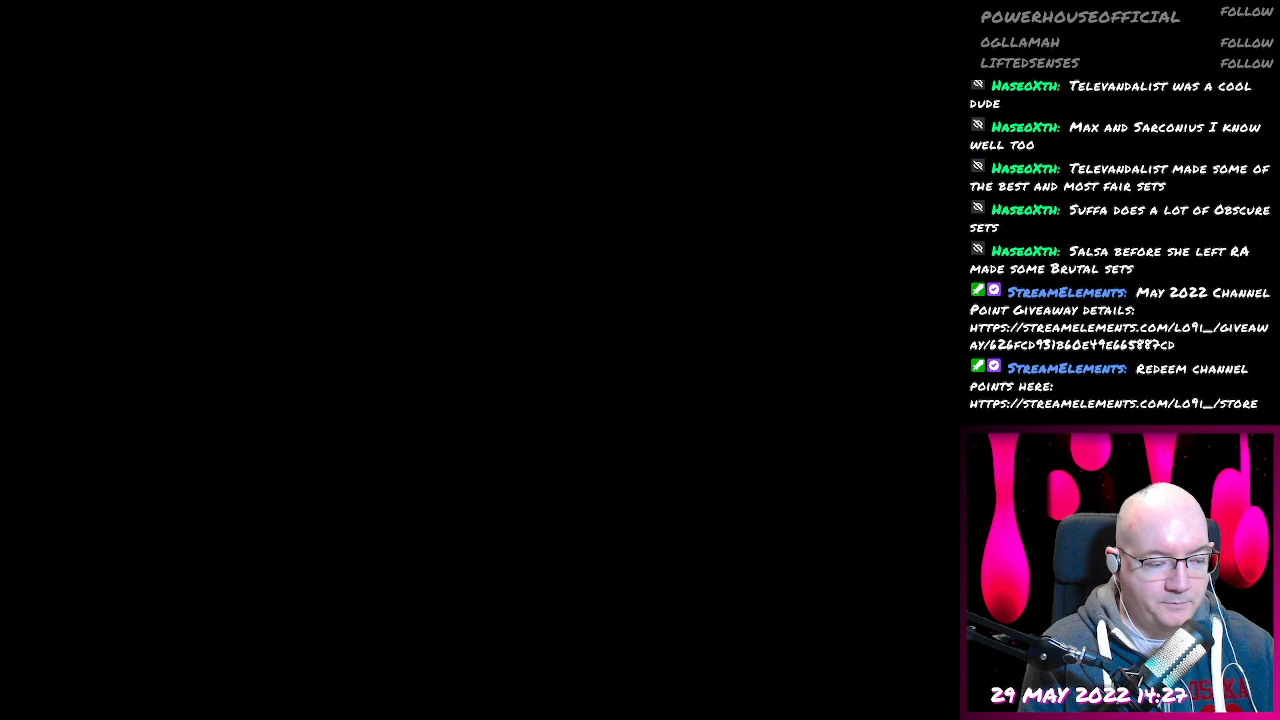 POWERHOUSEOFFICIAL FOLLOW
OGLLAMAH FOLLOW
LIFTEDSENSES FOLLOW
HaseoXth: Televandalist was a cool
dude
HaseoXth: Max and Sarconius I know
well too
HaseoXth: Televandalist made some of
the best and most fair sets
HaseoXth: Suffa does a lot of Obscure
sets
HaseoXth: Salsa before she left RA
made some Brutal sets
StreamElements: May 2022 Channel
Point Giveaway details:
https://streamelements.com/lo9i_/giveaw
ay/626fcd931b60e49e665887cd
StreamElements: Redeem channel
points here:
https://streamelements.com/lo9i_/store
29 MAY 2022 14:27